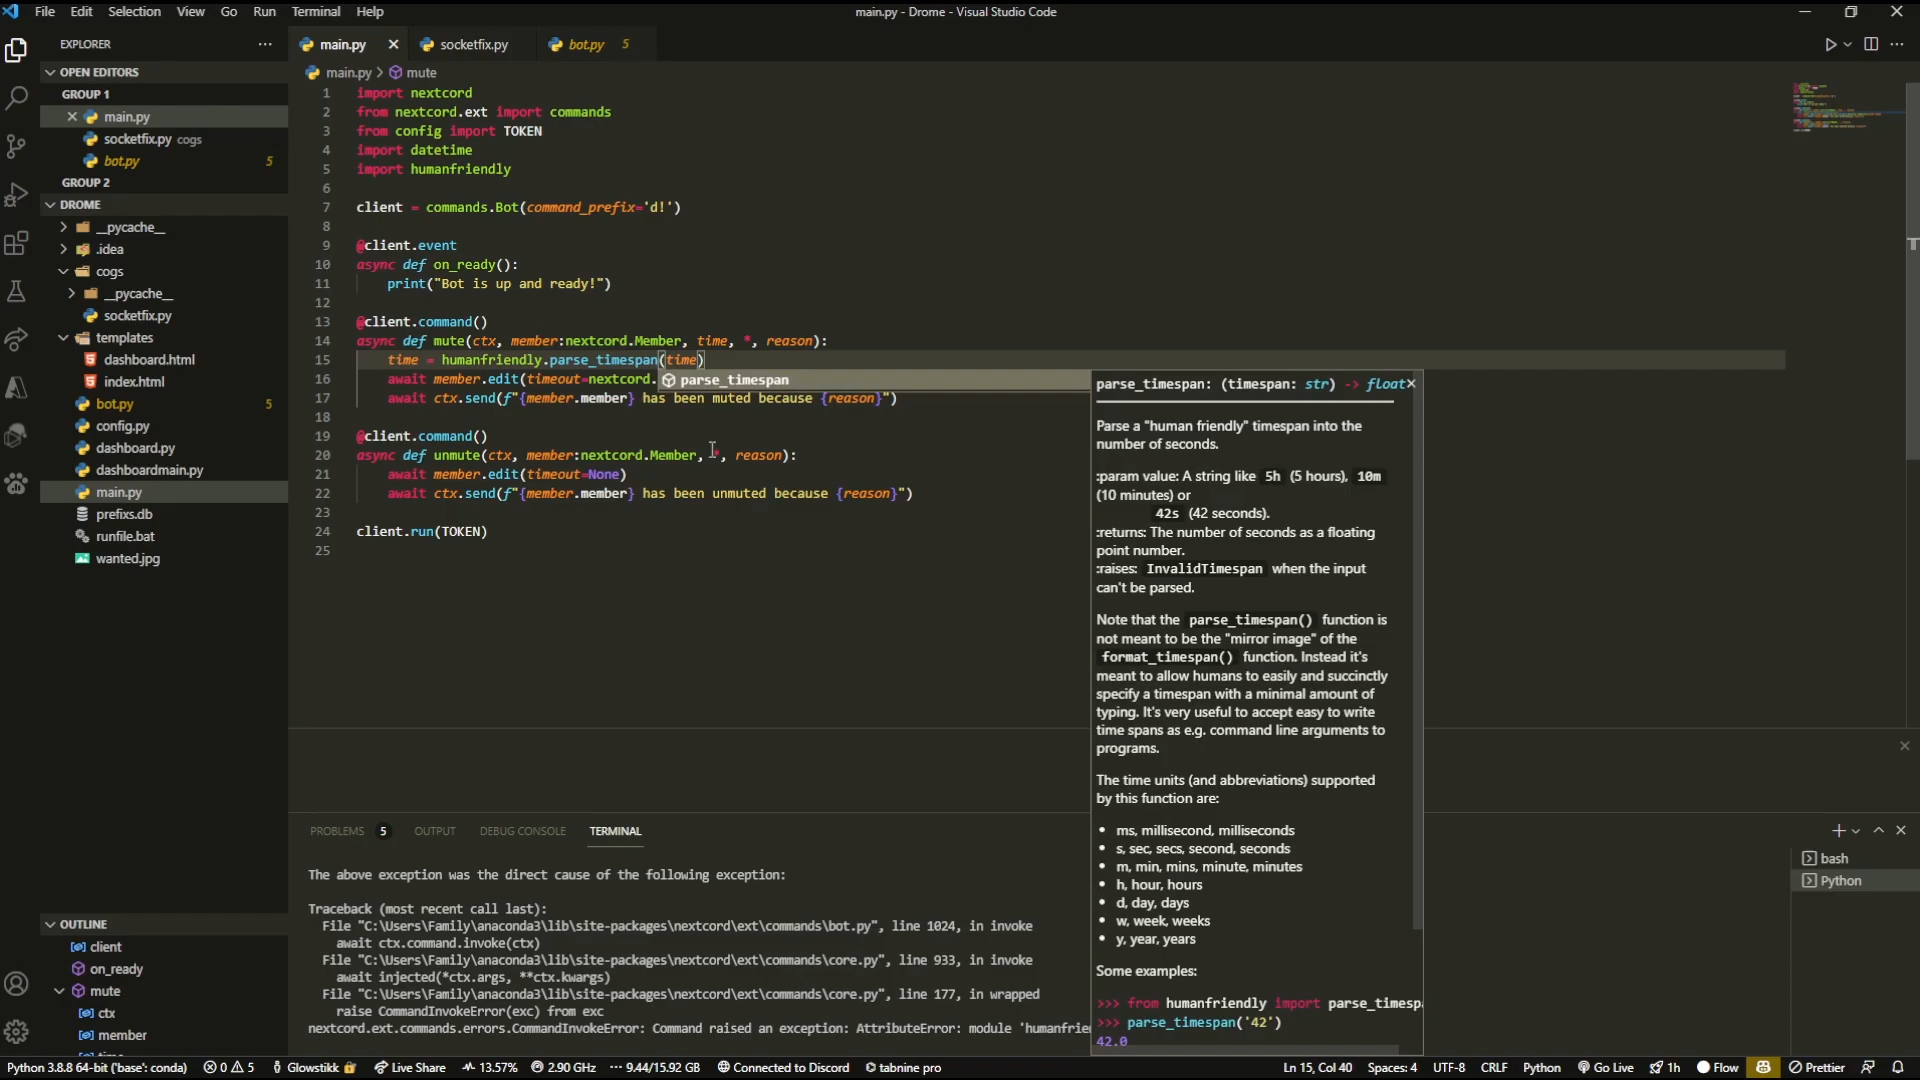 File Edit Selection View Go Run Terminal Help
main.py - Drome - Visual Studio Code
EXPLORER
main.py
socketfix.py
bot.py 5
OPEN EDITORS
GROUP 1
main.py
socketfix.py cogs
bot.py 5
GROUP 2
DROME
__pycache__
.idea
cogs
__pycache__
socketfix.py
templates
dashboard.html
index.html
bot.py 5
config.py
dashboard.py
dashboardmain.py
main.py
prefixs.db
runfile.bat
wanted.jpg
OUTLINE
client
on_ready
mute
ctx
member
main.py > mute
1 import nextcord
2 from nextcord.ext import commands
3 from config import TOKEN
4 import datetime
5 import humanfriendly
6
7 client = commands.Bot(command_prefix='d!')
8
9 @client.event
10 async def on_ready():
11 print("Bot is up and ready!")
12
13 @client.command()
14 async def mute(ctx, member:nextcord.Member, time, *, reason):
15 time = humanfriendly.parse_timespan(time)
16 await member.edit(timeout=nextcord.
17 await ctx.send(f"{member.member} has been muted because {reason}")
18
19 @client.command()
20 async def unmute(ctx, member:nextcord.Member, *, reason):
21 await member.edit(timeout=None)
22 await ctx.send(f"{member.member} has been unmuted because {reason}")
23
24 client.run(TOKEN)
25
parse_timespan
parse_timespan: (timespan: str) -> float
Parse a "human friendly" timespan into the
number of seconds.
:param value: A string like 5h (5 hours), 10m
(10 minutes) or
42s (42 seconds).
:returns: The number of seconds as a floating
point number.
:raises: InvalidTimespan when the input
can't be parsed.
Note that the parse_timespan() function is
not meant to be the "mirror image" of the
format_timespan() function. Instead it's
meant to allow humans to easily and succinctly
specify a timespan with a minimal amount of
typing. It's very useful to accept easy to write
time spans as e.g. command line arguments to
programs.
The time units (and abbreviations) supported
by this function are:
• ms, millisecond, milliseconds
• s, sec, secs, second, seconds
• m, min, mins, minute, minutes
• h, hour, hours
• d, day, days
• w, week, weeks
• y, year, years
Some examples:
>>> from humanfriendly import parse_timesp
>>> parse_timespan('42')
42.0
PROBLEMS 5 OUTPUT DEBUG CONSOLE TERMINAL
The above exception was the direct cause of the following exception:
Traceback (most recent call last):
File "C:\Users\Family\anaconda3\lib\site-packages\nextcord\ext\commands\bot.py", line 1024, in invoke
await ctx.command.invoke(ctx)
File "C:\Users\Family\anaconda3\lib\site-packages\nextcord\ext\commands\core.py", line 933, in invoke
await injected(*ctx.args, **ctx.kwargs)
File "C:\Users\Family\anaconda3\lib\site-packages\nextcord\ext\commands\core.py", line 177, in wrapped
raise CommandInvokeError(exc) from exc
nextcord.ext.commands.errors.CommandInvokeError: Command raised an exception: AttributeError: module 'humanfrie
bash
Python
Python 3.8.8 64-bit ('base': conda) 0 5 Glowstikk Live Share 13.57% 2.90 GHz 9.44/15.92 GB Connected to Discord tabnine pro Ln 15, Col 40 Spaces: 4 UTF-8 CRLF Python Go Live 1h Flow Prettier